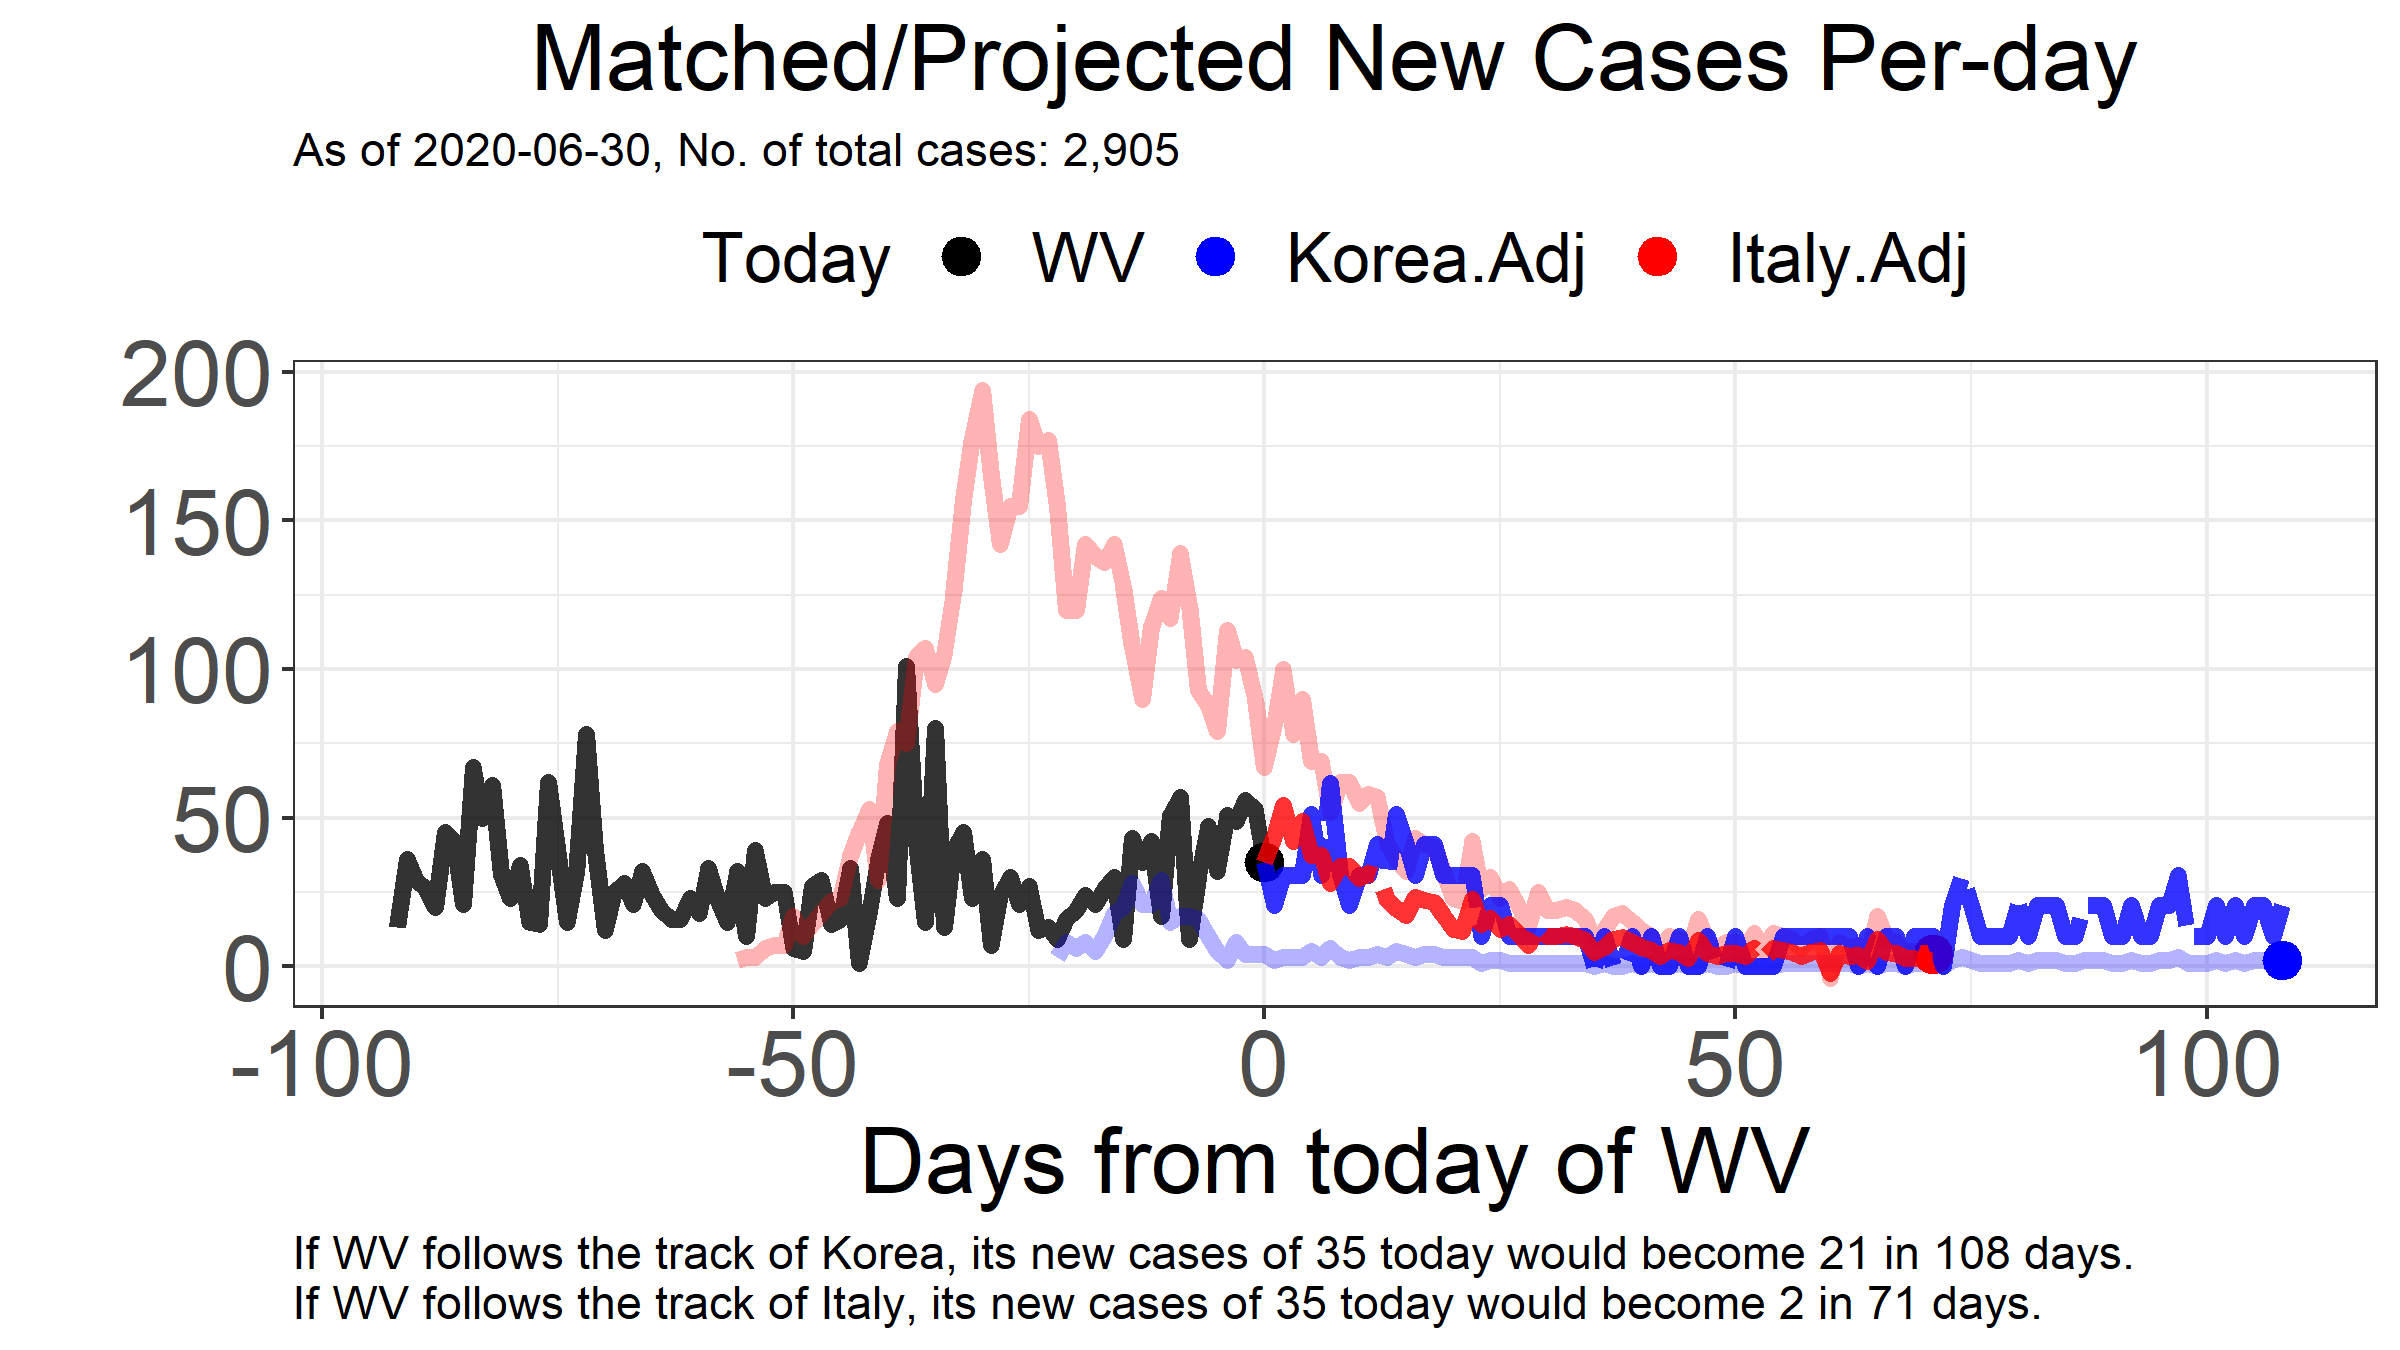 Matched/Projected New Cases Per-day
As of 2020-06-30, No. of total cases: 2,905
Today WV Korea.Adj Italy.Adj
200
150
100
50
0
-100 -50 0 50 100
Days from today of WV
If WV follows the track of Korea, its new cases of 35 today would become 21 in 108 days.
If WV follows the track of Italy, its new cases of 35 today would become 2 in 71 days.